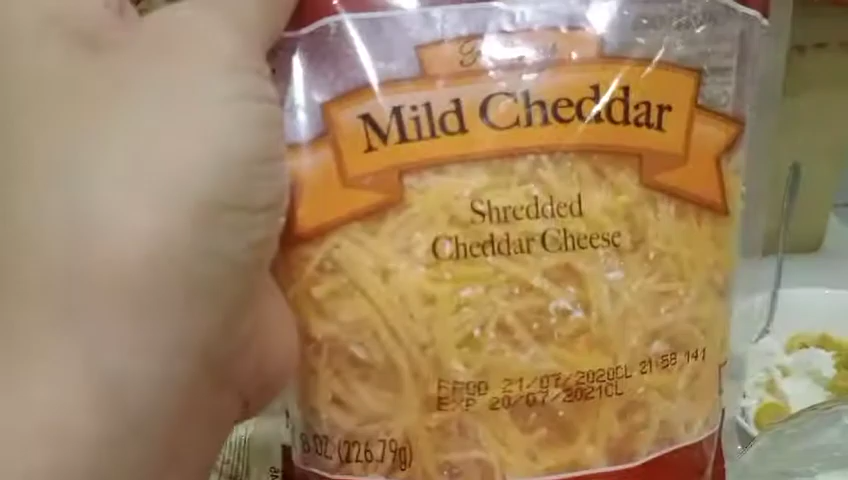 Mild Cheddar
Shredded
Cheddar Cheese
PROD 21/07/2020CL 21:58 141
EXP 20/07/2021CL
8 OZ (226.79g)